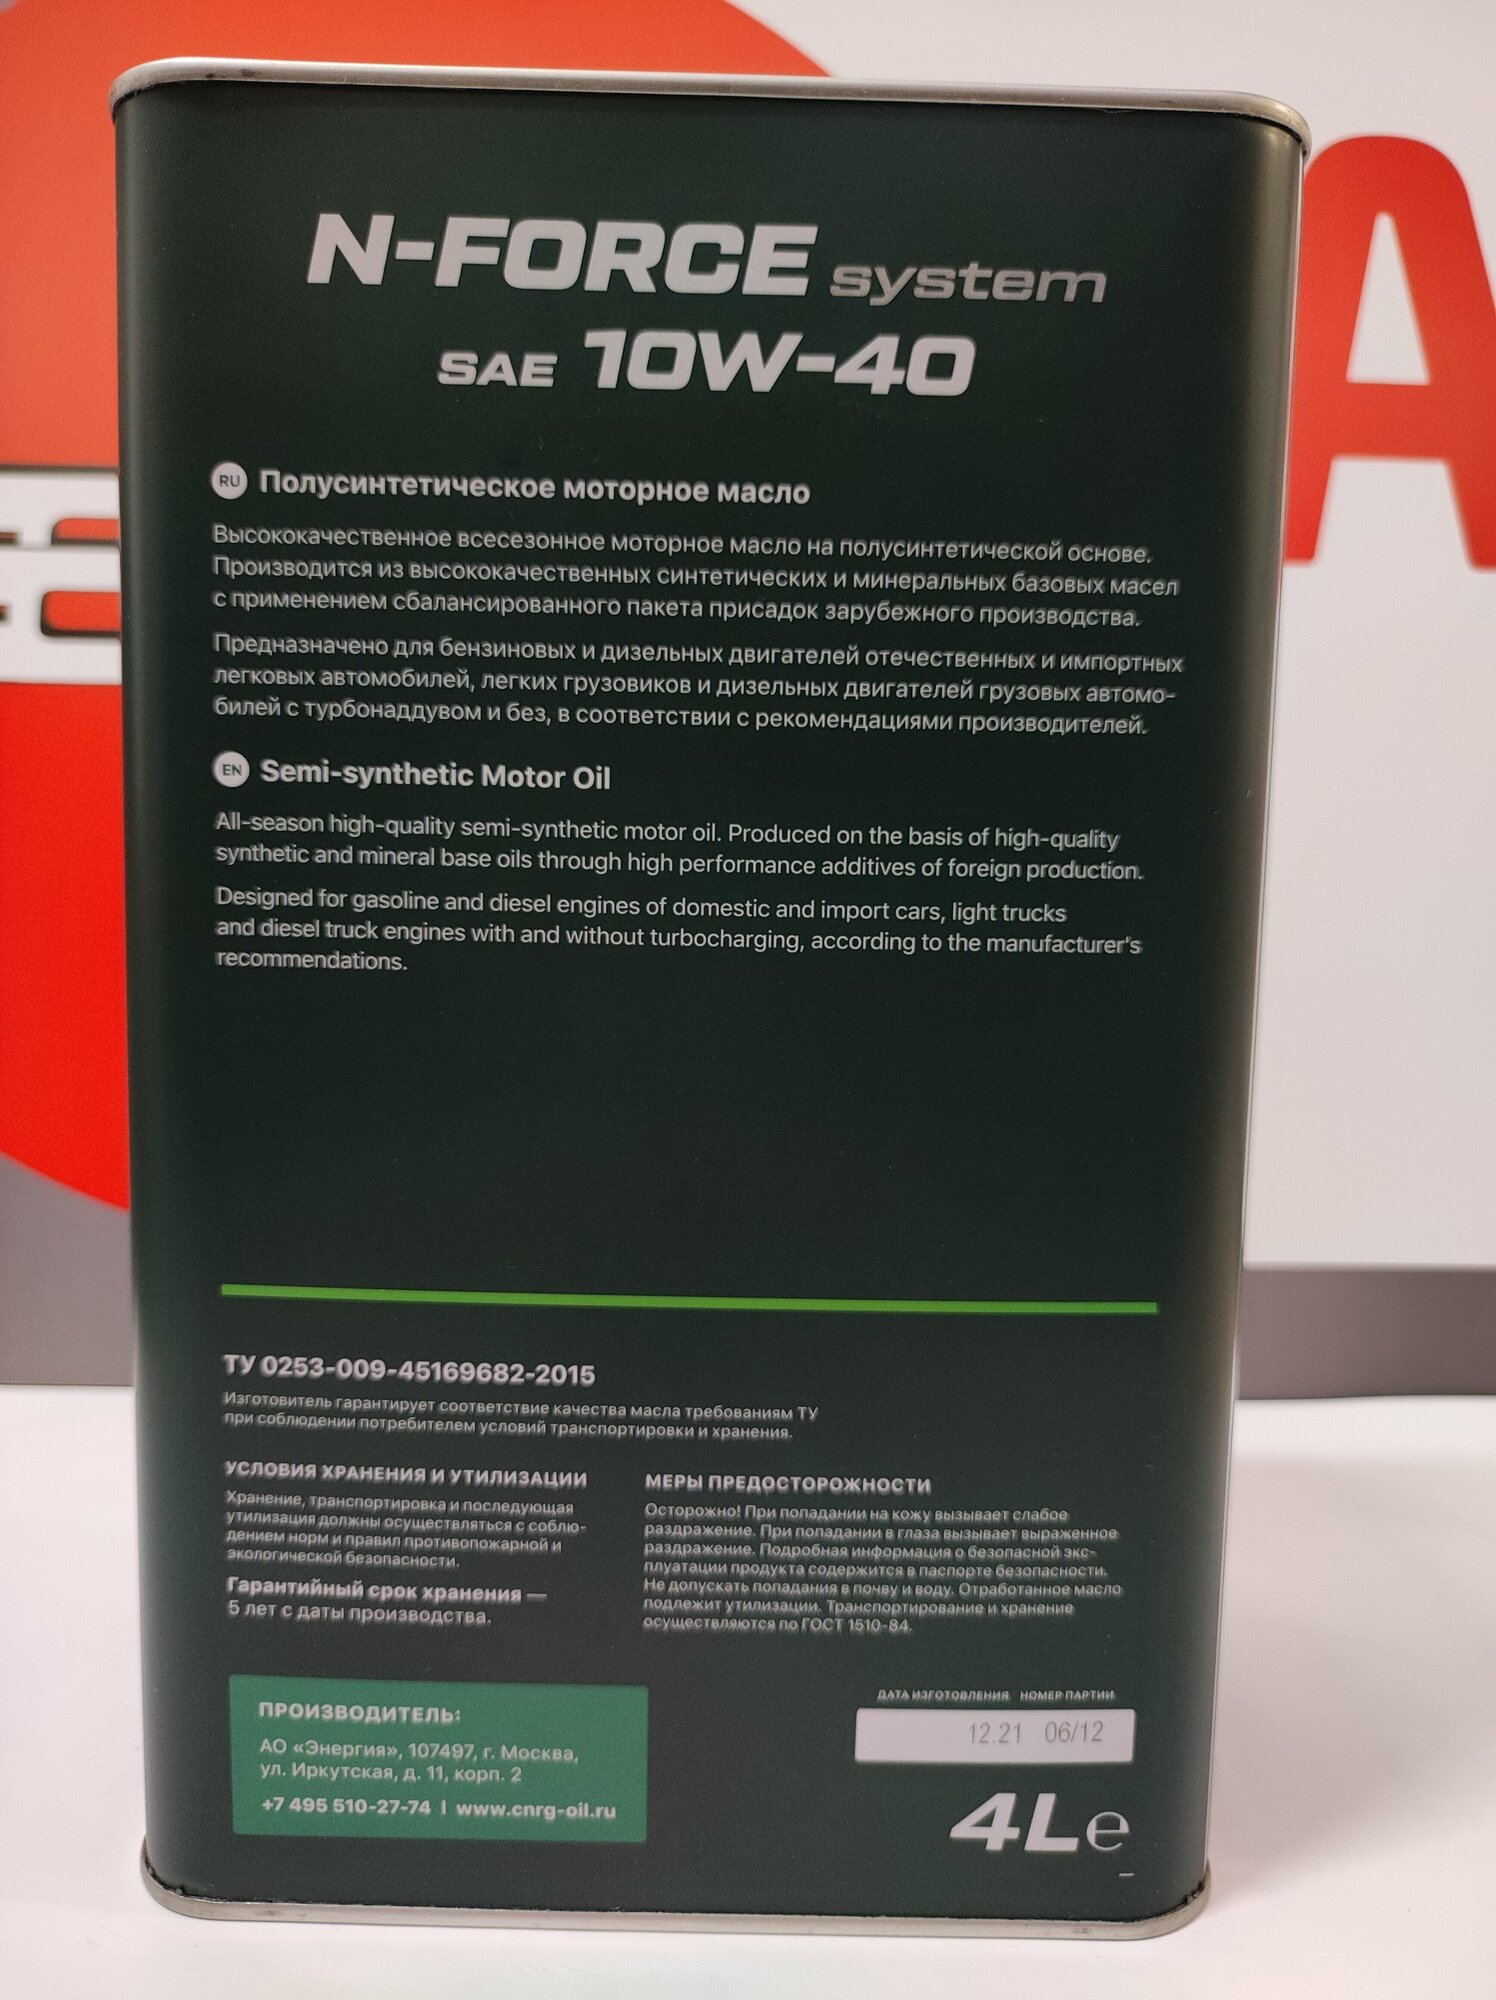 N-FORCE system
SAE 10W-40
RU Полусинтетическое моторное масло
Высококачественное всесезонное моторное масло на полусинтетической основе.
Производится из высококачественных синтетических и минеральных базовых масел
с применением сбалансированного пакета присадок зарубежного производства.
Предназначено для бензиновых и дизельных двигателей отечественных и импортных
легковых автомобилей, легких грузовиков и дизельных двигателей грузовых автомо-
билей с турбонаддувом и без, в соответствии с рекомендациями производителей.
EN Semi-synthetic Motor Oil
All-season high-quality semi-synthetic motor oil. Produced on the basis of high-quality
synthetic and mineral base oils through high performance additives of foreign production.
Designed for gasoline and diesel engines of domestic and import cars, light trucks
and diesel truck engines with and without turbocharging, according to the manufacturer's
recommendations.
ТУ 0253-009-45169682-2015
Изготовитель гарантирует соответствие качества масла требованиям ТУ
при соблюдении потребителем условий транспортировки и хранения.
УСЛОВИЯ ХРАНЕНИЯ И УТИЛИЗАЦИИ
Хранение, транспортировка и последующая
утилизация должны осуществляться с соблю-
дением норм и правил противопожарной и
экологической безопасности.
Гарантийный срок хранения —
5 лет с даты производства.
МЕРЫ ПРЕДОСТОРОЖНОСТИ
Осторожно! При попадании на кожу вызывает слабое
раздражение. При попадании в глаза вызывает выраженное
раздражение. Подробная информация о безопасной экс-
плуатации продукта содержится в паспорте безопасности.
Не допускать попадания в почву и воду. Отработанное масло
подлежит утилизации. Транспортирование и хранение
осуществляются по ГОСТ 1510-84.
ПРОИЗВОДИТЕЛЬ:
АО «Энергия», 107497, г. Москва,
ул. Иркутская, д. 11, корп. 2
+7 495 510-27-74 | www.cnrg-oil.ru
ДАТА ИЗГОТОВЛЕНИЯ НОМЕР ПАРТИИ
12.21 06/12
4L e
A